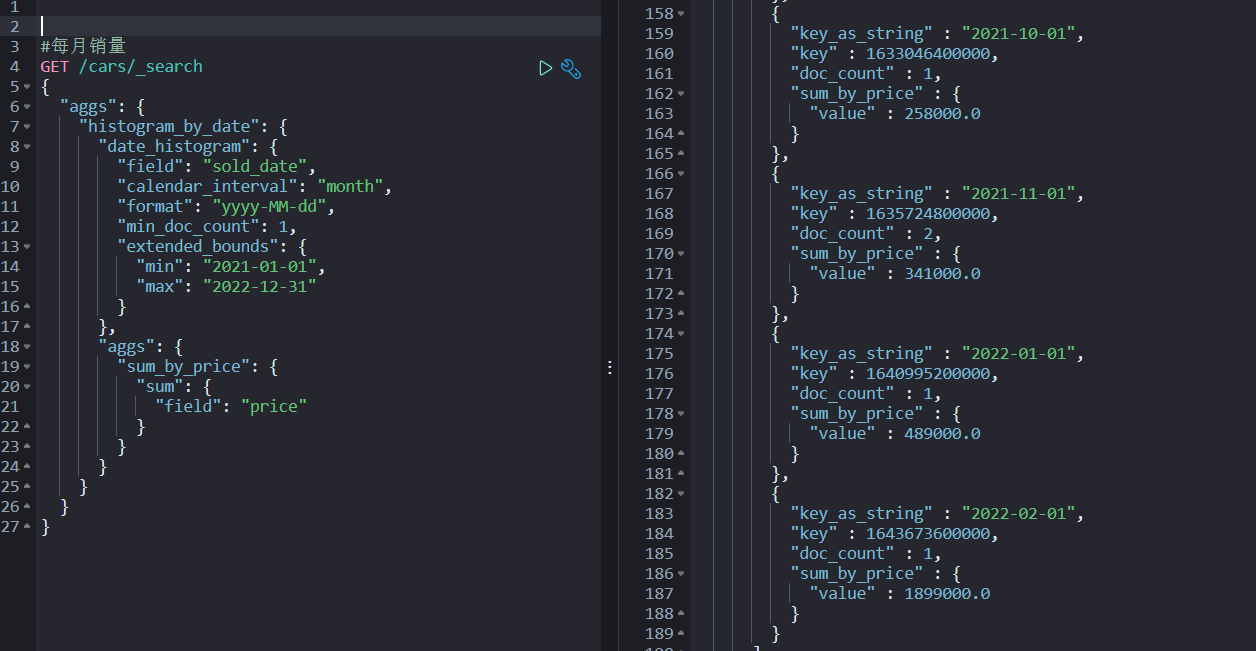 1
2
3 #每月销量
4 GET /cars/_search
5 {
6 "aggs": {
7 "histogram_by_date": {
8 "date_histogram": {
9 "field": "sold_date",
10 "calendar_interval": "month",
11 "format": "yyyy-MM-dd",
12 "min_doc_count": 1,
13 "extended_bounds": {
14 "min": "2021-01-01",
15 "max": "2022-12-31"
16 }
17 },
18 "aggs": {
19 "sum_by_price": {
20 "sum": {
21 "field": "price"
22 }
23 }
24 }
25 }
26 }
27 }
158 {
159 "key_as_string" : "2021-10-01",
160 "key" : 1633046400000,
161 "doc_count" : 1,
162 "sum_by_price" : {
163 "value" : 258000.0
164 }
165 },
166 {
167 "key_as_string" : "2021-11-01",
168 "key" : 1635724800000,
169 "doc_count" : 2,
170 "sum_by_price" : {
171 "value" : 341000.0
172 }
173 },
174 {
175 "key_as_string" : "2022-01-01",
176 "key" : 1640995200000,
177 "doc_count" : 1,
178 "sum_by_price" : {
179 "value" : 489000.0
180 }
181 },
182 {
183 "key_as_string" : "2022-02-01",
184 "key" : 1643673600000,
185 "doc_count" : 1,
186 "sum_by_price" : {
187 "value" : 1899000.0
188 }
189 }